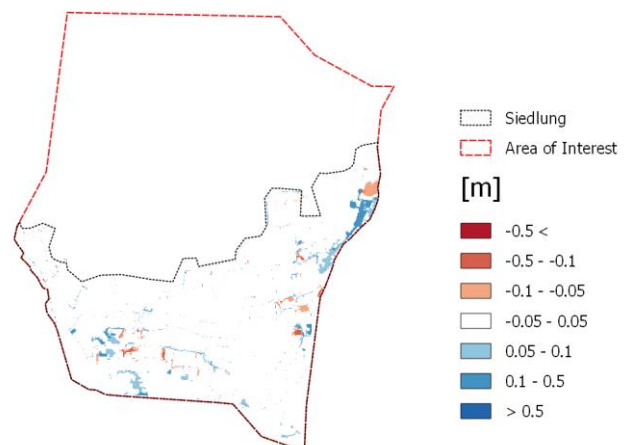 Siedlung
Area of Interest
[m]
-0.5 <
-0.5 - -0.1
-0.1 - -0.05
-0.05 - 0.05
0.05 - 0.1
0.1 - 0.5
> 0.5